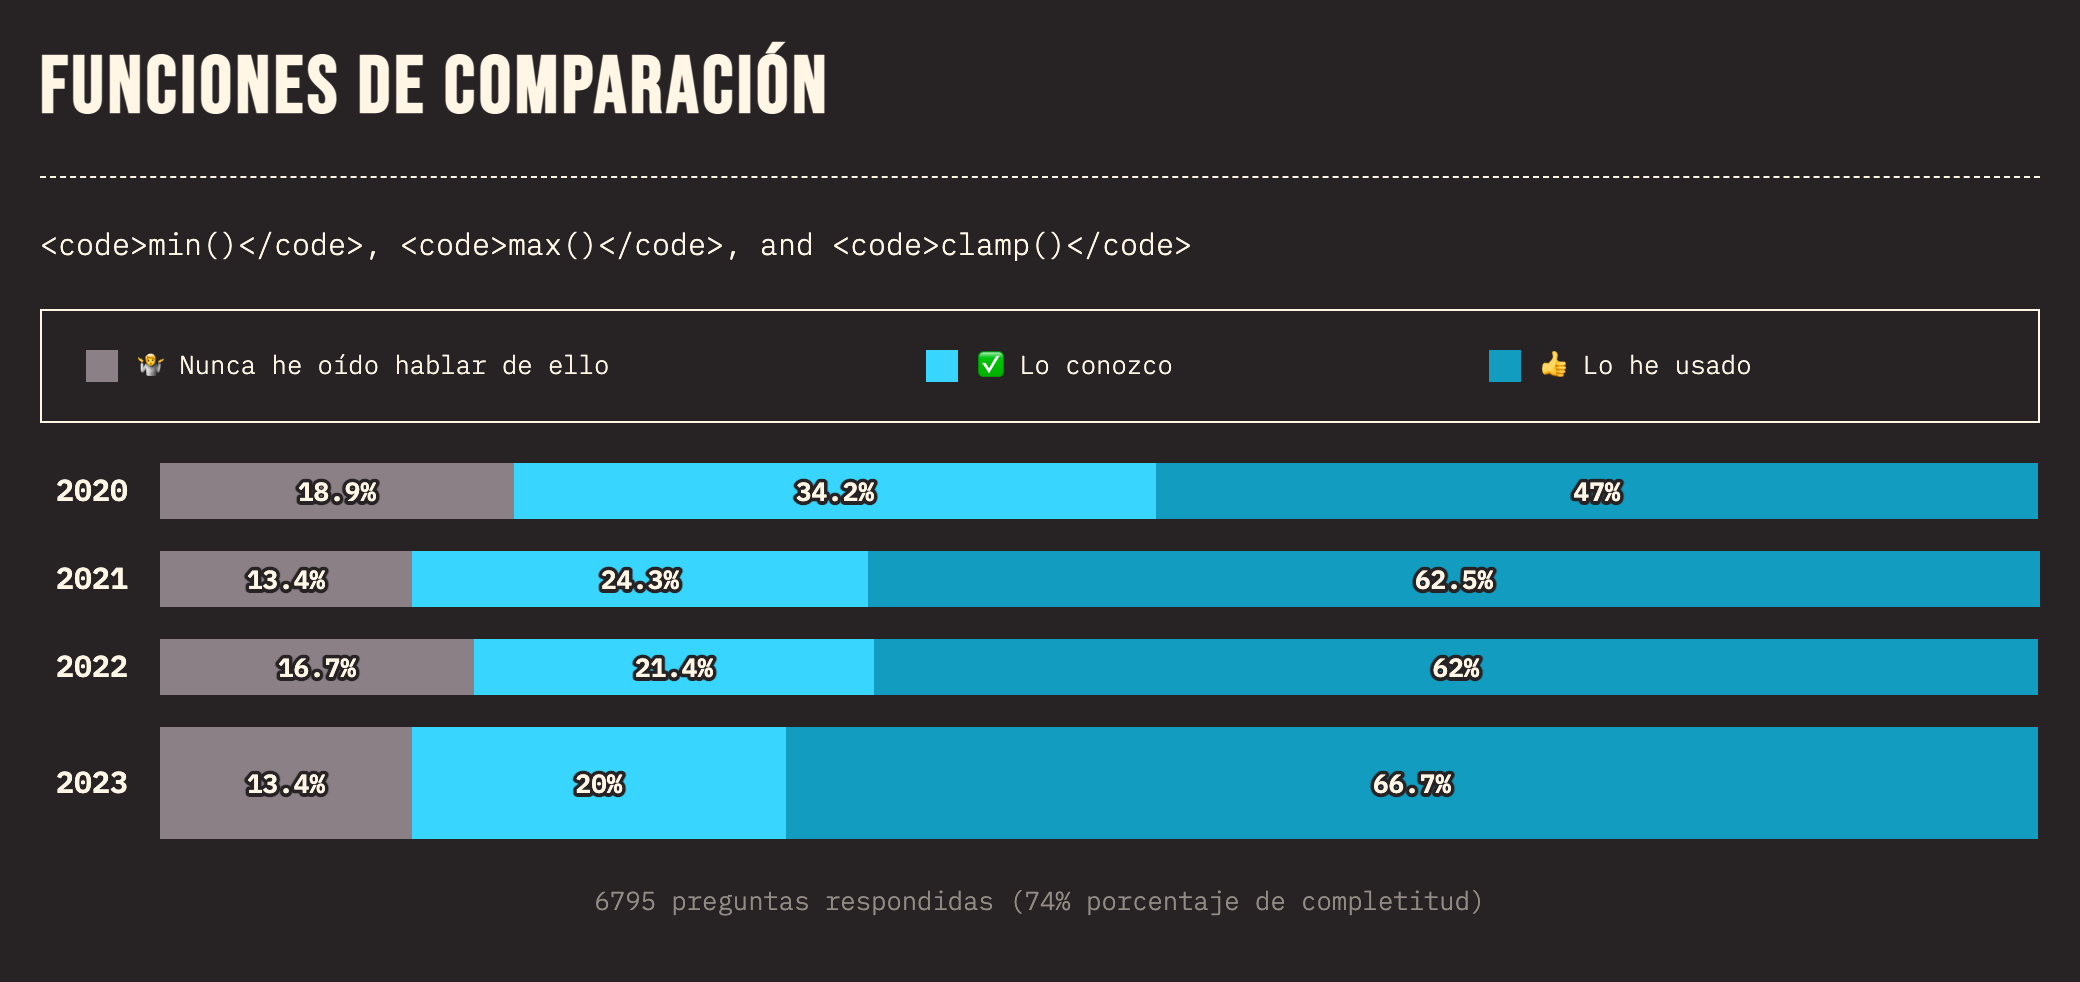 FUNCIONES DE COMPARACIÓN
<code>min()</code>, <code>max()</code>, and <code>clamp()</code>
Nunca he oído hablar de ello
Lo conozco
Lo he usado
2020 18.9% 34.2% 47%
2021 13.4% 24.3% 62.5%
2022 16.7% 21.4% 62%
2023 13.4% 20% 66.7%
6795 preguntas respondidas (74% porcentaje de completitud)